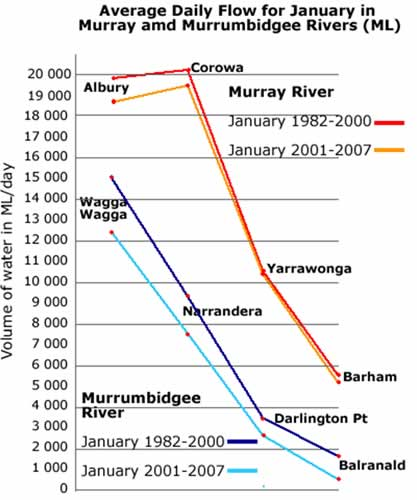 Average Daily Flow for January in
Murray and Murrumbidgee Rivers (ML)
Volume of water in ML/day
20 000
19 000
18 000
17 000
16 000
15 000
14 000
13 000
12 000
11 000
10 000
9 000
8 000
7 000
6 000
5 000
4 000
3 000
2 000
1 000
0
Corowa
Albury
Murray River
January 1982-2000
January 2001-2007
Wagga
Wagga
Yarrawonga
Narrandera
Barham
Murrumbidgee
River
Darlington Pt
January 1982-2000
Balranald
January 2001-2007